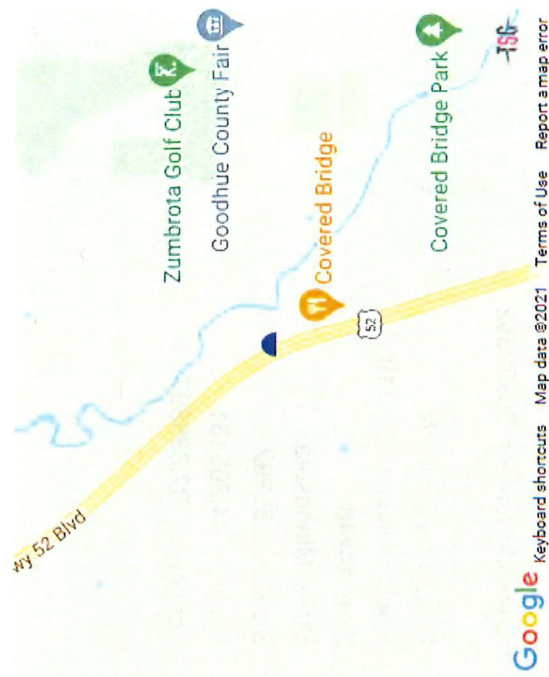 Zumbrota Golf Club
Goodhue County Fair
Covered Bridge
Covered Bridge Park
wy 52 Blvd
52
TSG
Google
Keyboard shortcuts
Map data ©2021
Terms of Use
Report a map error